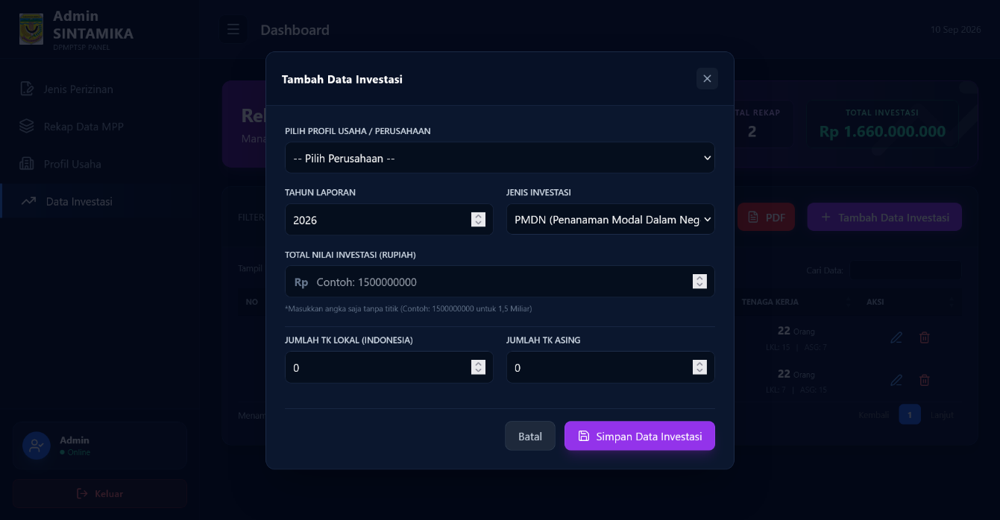 Admin
SINTAMIKA
DPMPTSP PANEL
Dashboard
10 Sep 2026
Jenis Perizinan
Rekap Data MPP
Profil Usaha
Data Investasi
Admin
Online
Keluar
TAL REKAP
2
TOTAL INVESTASI
Rp 1.660.000.000
FILTER
PDF
Tambah Data Investasi
Tampil
Cari Data:
NO
TENAGA KERJA
AKSI
22 Orang
LKL: 15 | ASG: 7
22 Orang
LKL: 7 | ASG: 15
Kembali
1
Lanjut
Tambah Data Investasi
PILIH PROFIL USAHA / PERUSAHAAN
-- Pilih Perusahaan --
TAHUN LAPORAN
JENIS INVESTASI
2026
PMDN (Penanaman Modal Dalam Neg
TOTAL NILAI INVESTASI (RUPIAH)
Rp Contoh: 1500000000
*Masukkan angka saja tanpa titik (Contoh: 1500000000 untuk 1,5 Miliar)
JUMLAH TK LOKAL (INDONESIA)
JUMLAH TK ASING
0
0
Batal
Simpan Data Investasi